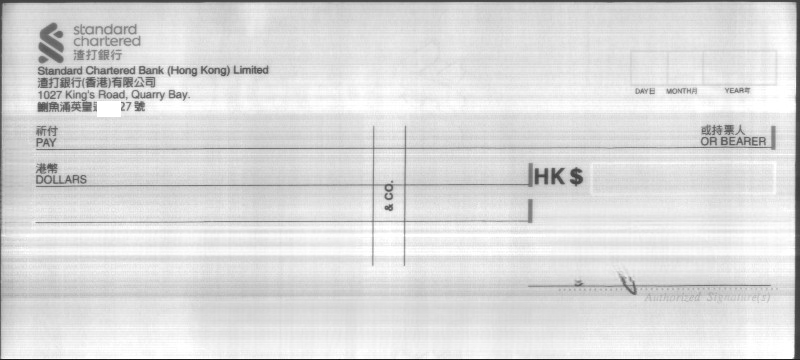 standard
chartered
渣打銀行
Standard Chartered Bank (Hong Kong) Limited
渣打銀行(香港)有限公司
1027 King's Road, Quarry Bay.
鰂魚涌英皇道 27 號
DAY日 MONTH月 YEAR年
祈付 或持票人
PAY OR BEARER
港幣
DOLLARS
HK $
& CO.
Authorized Signature(s)